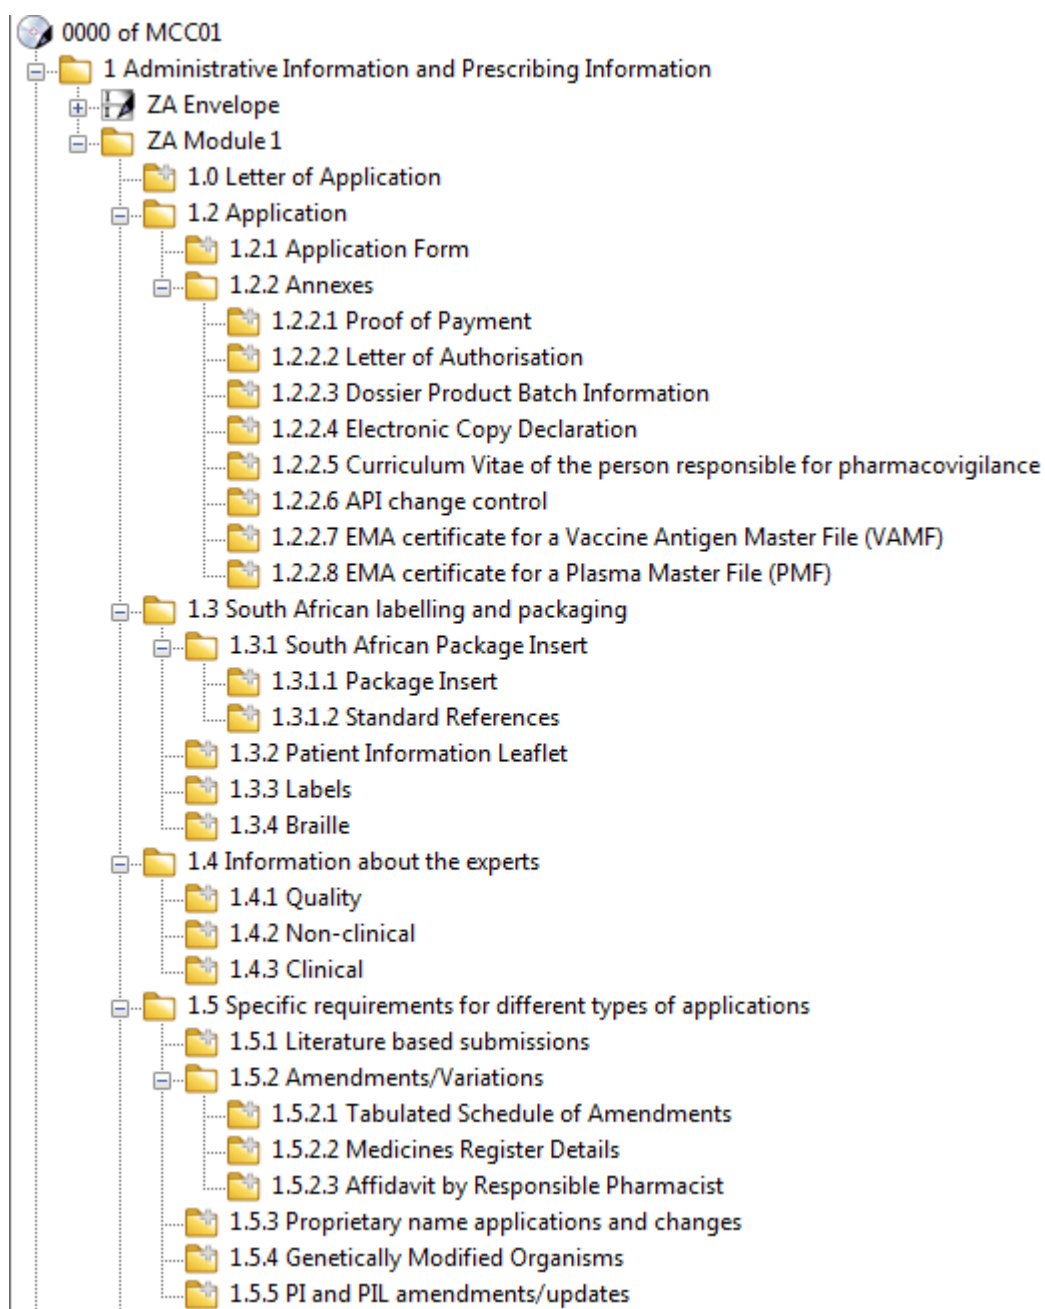 0000 of MCC01
1 Administrative Information and Prescribing Information
ZA Envelope
ZA Module 1
1.0 Letter of Application
1.2 Application
1.2.1 Application Form
1.2.2 Annexes
1.2.2.1 Proof of Payment
1.2.2.2 Letter of Authorisation
1.2.2.3 Dossier Product Batch Information
1.2.2.4 Electronic Copy Declaration
1.2.2.5 Curriculum Vitae of the person responsible for pharmacovigilance
1.2.2.6 API change control
1.2.2.7 EMA certificate for a Vaccine Antigen Master File (VAMF)
1.2.2.8 EMA certificate for a Plasma Master File (PMF)
1.3 South African labelling and packaging
1.3.1 South African Package Insert
1.3.1.1 Package Insert
1.3.1.2 Standard References
1.3.2 Patient Information Leaflet
1.3.3 Labels
1.3.4 Braille
1.4 Information about the experts
1.4.1 Quality
1.4.2 Non-clinical
1.4.3 Clinical
1.5 Specific requirements for different types of applications
1.5.1 Literature based submissions
1.5.2 Amendments/Variations
1.5.2.1 Tabulated Schedule of Amendments
1.5.2.2 Medicines Register Details
1.5.2.3 Affidavit by Responsible Pharmacist
1.5.3 Proprietary name applications and changes
1.5.4 Genetically Modified Organisms
1.5.5 PI and PIL amendments/updates